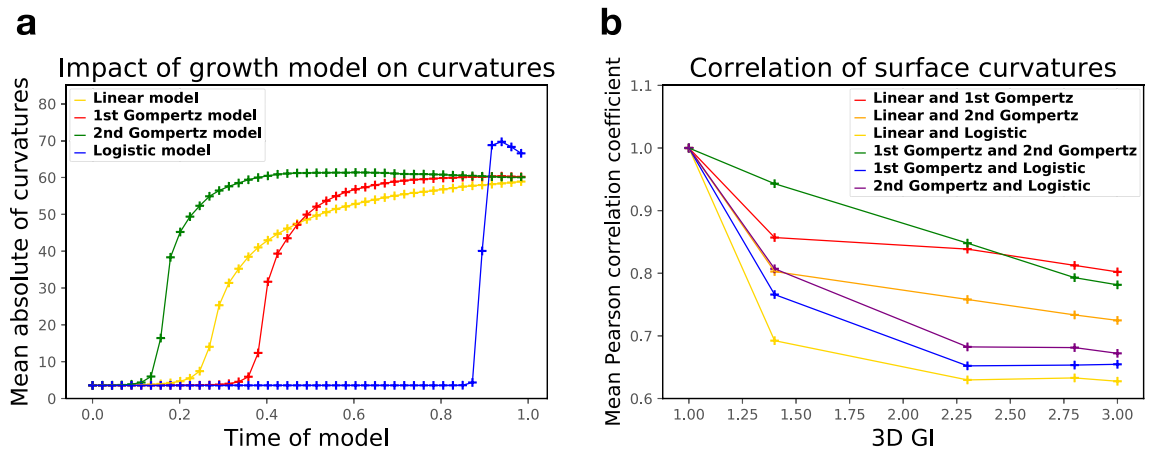 a
Impact of growth model on curvatures
Mean absolute of curvatures
80
70
60
50
40
30
20
10
0
Linear model
1st Gompertz model
2nd Gompertz model
Logistic model
0.0 0.2 0.4 0.6 0.8 1.0
Time of model
b
Correlation of surface curvatures
Mean Pearson correlation coefficient
1.1
1.0
0.9
0.8
0.7
0.6
Linear and 1st Gompertz
Linear and 2nd Gompertz
Linear and Logistic
1st Gompertz and 2nd Gompertz
1st Gompertz and Logistic
2nd Gompertz and Logistic
1.00 1.25 1.50 1.75 2.00 2.25 2.50 2.75 3.00
3D GI